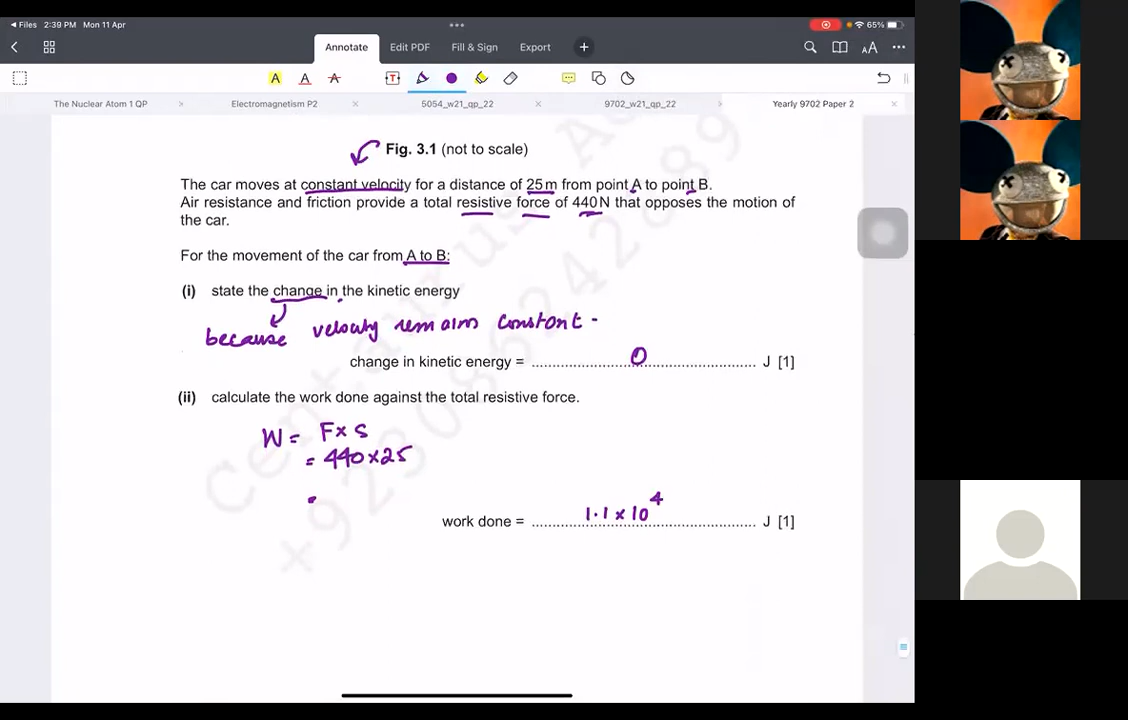 Files 2:39 PM Mon 11 Apr
65%
Annotate Edit PDF Fill & Sign Export
The Nuclear Atom 1 QP Electromagnetism P2 5054_w21_qp_22 9702_w21_qp_22 Yearly 9702 Paper 2
Fig. 3.1 (not to scale)
The car moves at constant velocity for a distance of 25 m from point A to point B.
Air resistance and friction provide a total resistive force of 440 N that opposes the motion of
the car.
For the movement of the car from A to B:
(i) state the change in the kinetic energy
because velocity remains constant -
change in kinetic energy = 0 J [1]
(ii) calculate the work done against the total resistive force.
W = F × S
= 440 × 25
work done = 1.1 × 10⁴ J [1]